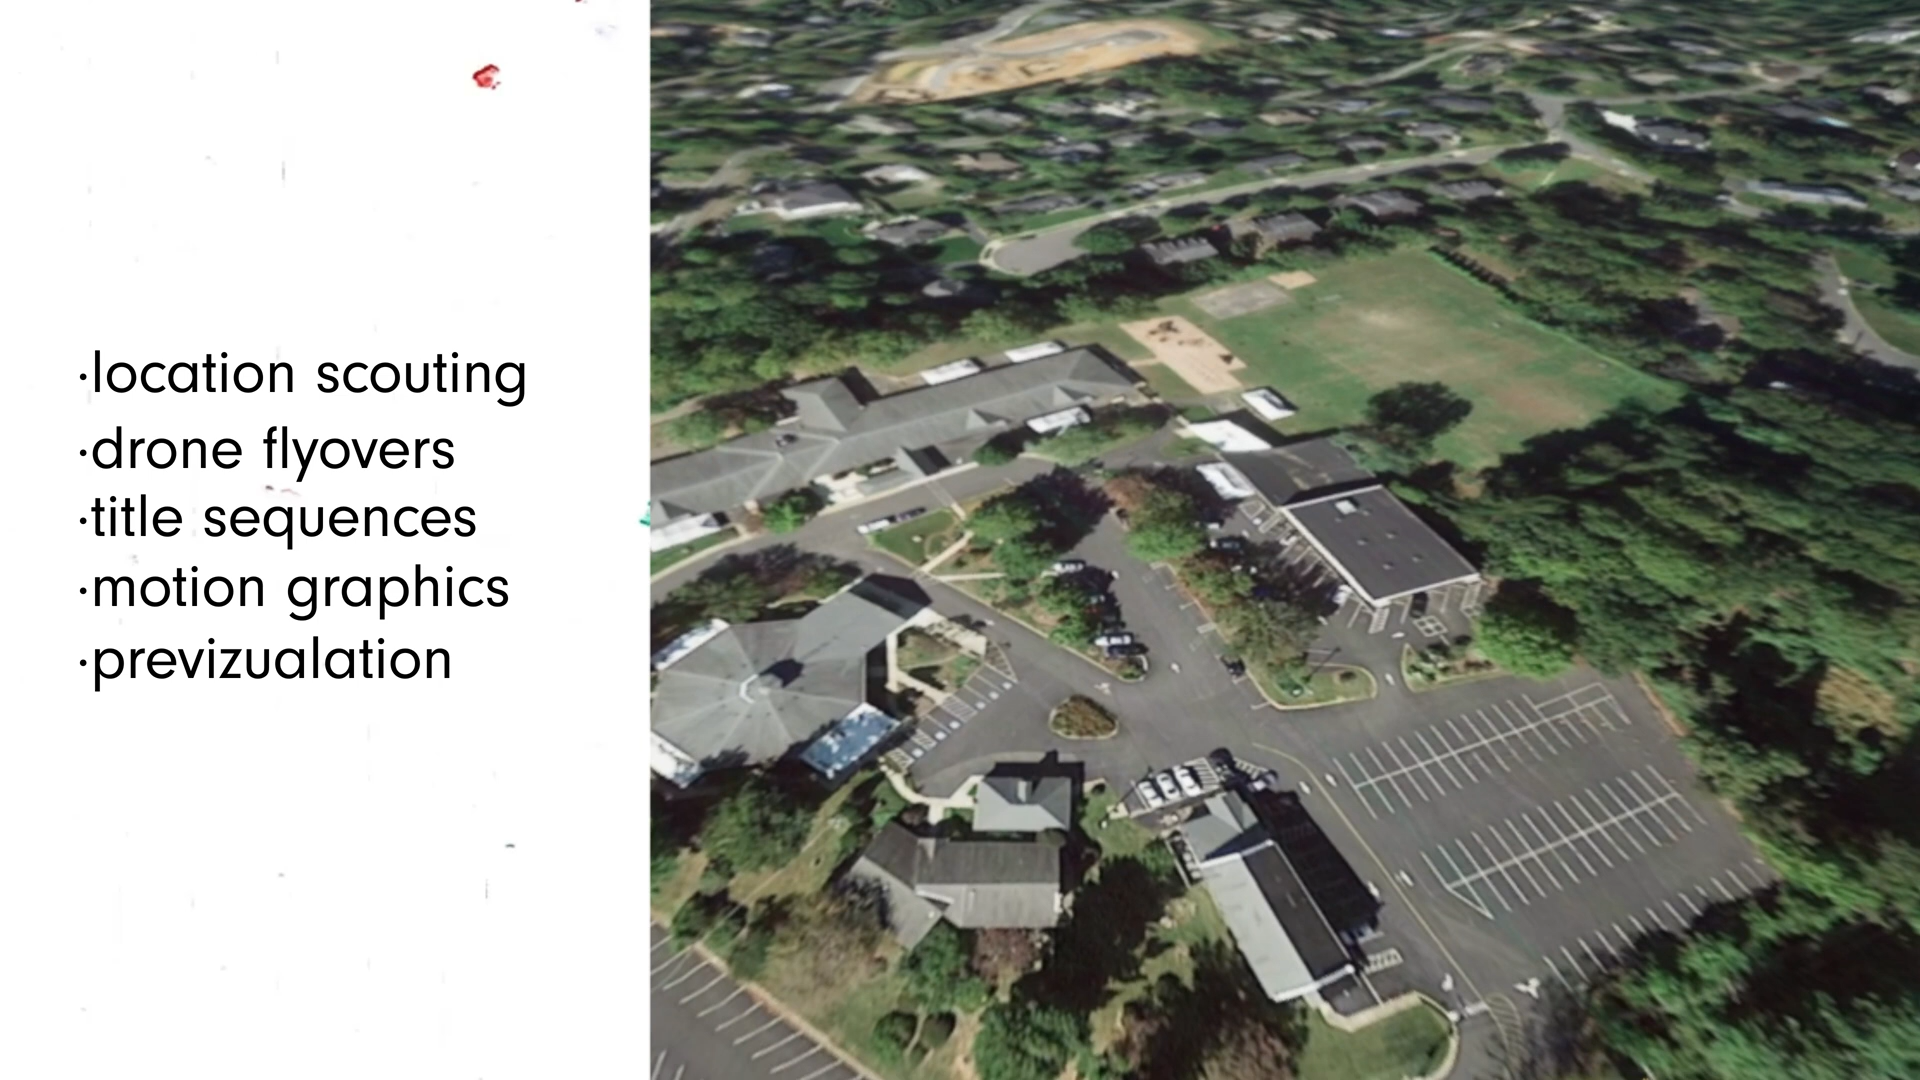 ·location scouting
·drone flyovers
·title sequences
·motion graphics
·previzualation